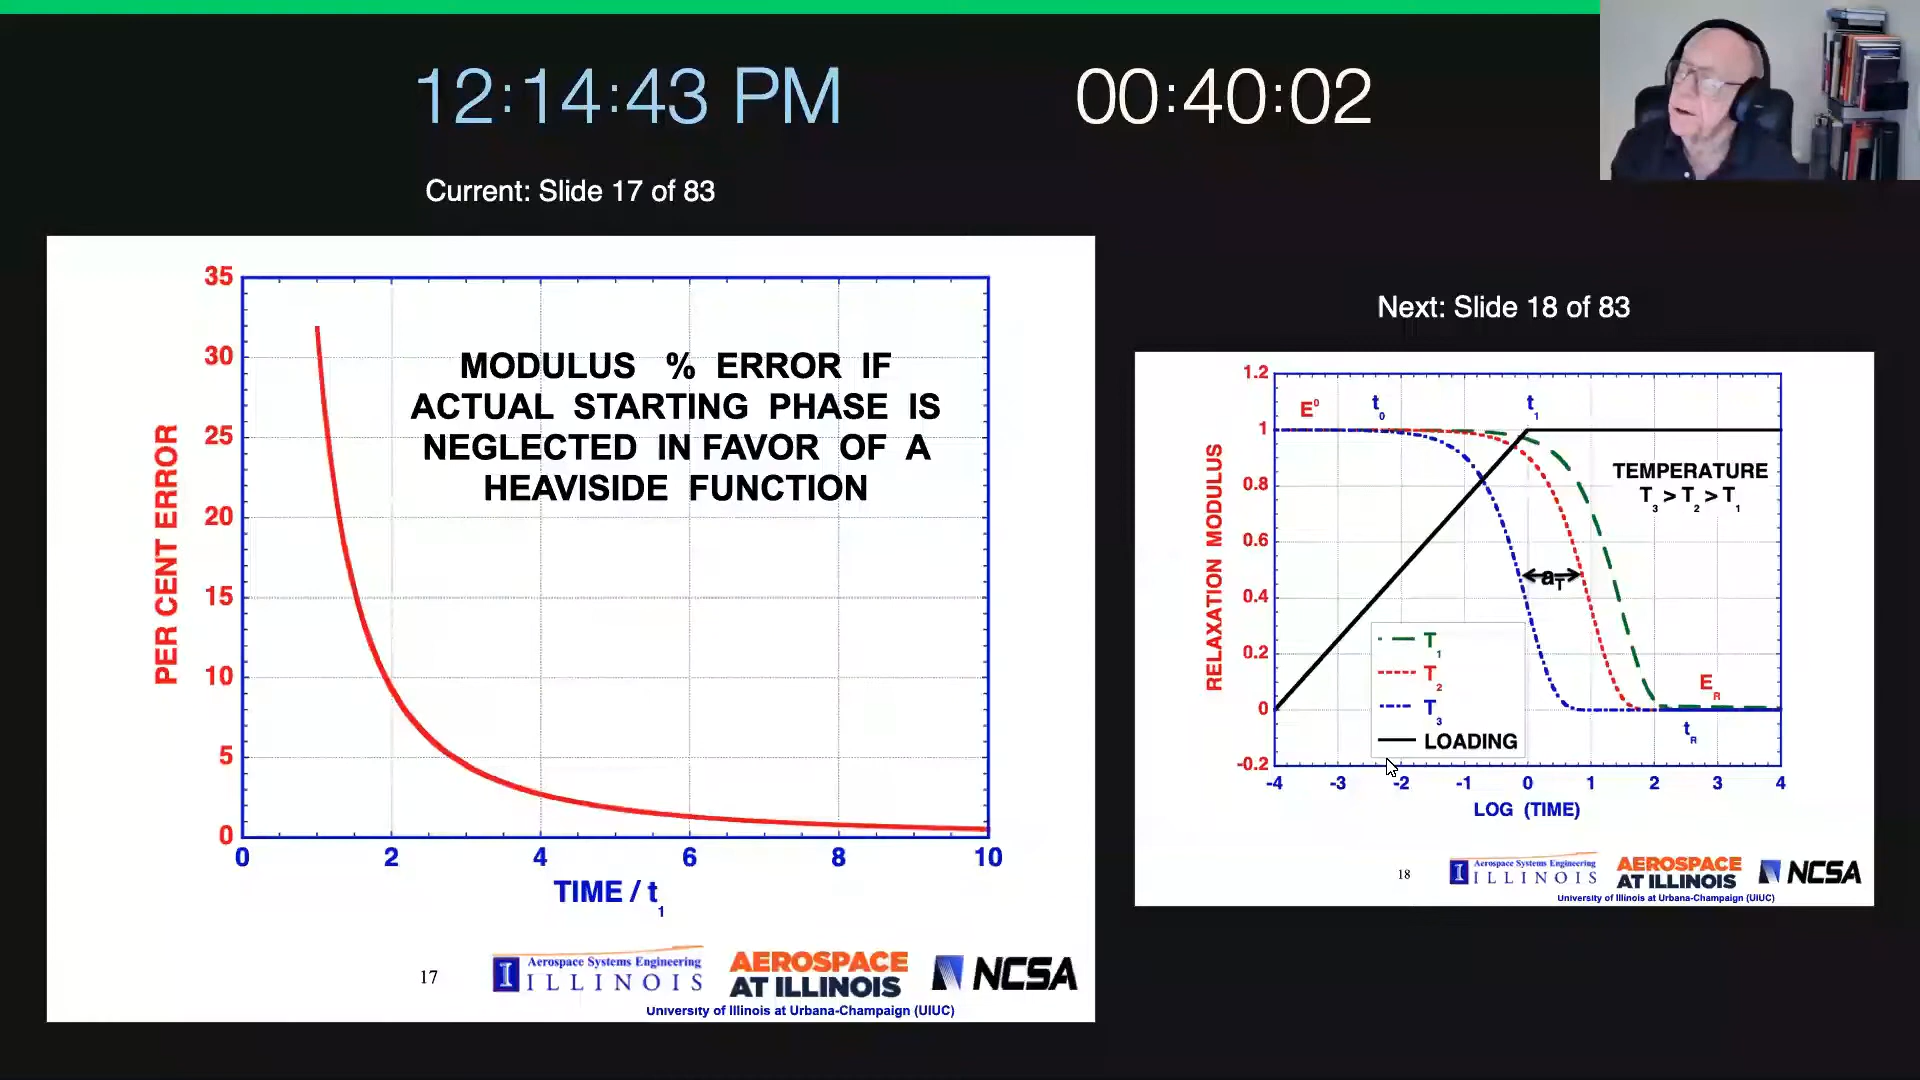 12:14:43 PM
00:40:02
Current: Slide 17 of 83
35
30
25
20
15
10
5
0
PER CENT ERROR
MODULUS % ERROR IF
ACTUAL STARTING PHASE IS
NEGLECTED IN FAVOR OF A
HEAVISIDE FUNCTION
0 2 4 6 8 10
TIME / t1
17
I Aerospace Systems Engineering
ILLINOIS
AEROSPACE
AT ILLINOIS
NCSA
University of Illinois at Urbana-Champaign (UIUC)
Next: Slide 18 of 83
1.2
1
0.8
0.6
0.4
0.2
0
-0.2
RELAXATION MODULUS
E0
t0
t1
TEMPERATURE
T3 > T2 > T1
aT
T1
T2
T3
LOADING
ER
tR
-4 -3 -2 -1 0 1 2 3 4
LOG (TIME)
18
I Aerospace Systems Engineering
ILLINOIS
AEROSPACE
AT ILLINOIS
NCSA
University of Illinois at Urbana-Champaign (UIUC)